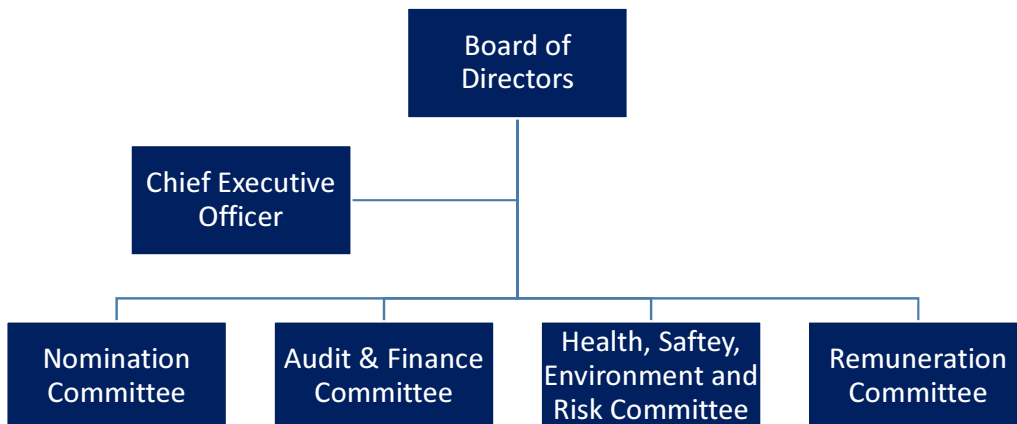 Board of
Directors
Chief Executive
Officer
Nomination
Committee
Audit & Finance
Committee
Health, Saftey,
Environment and
Risk Committee
Remuneration
Committee